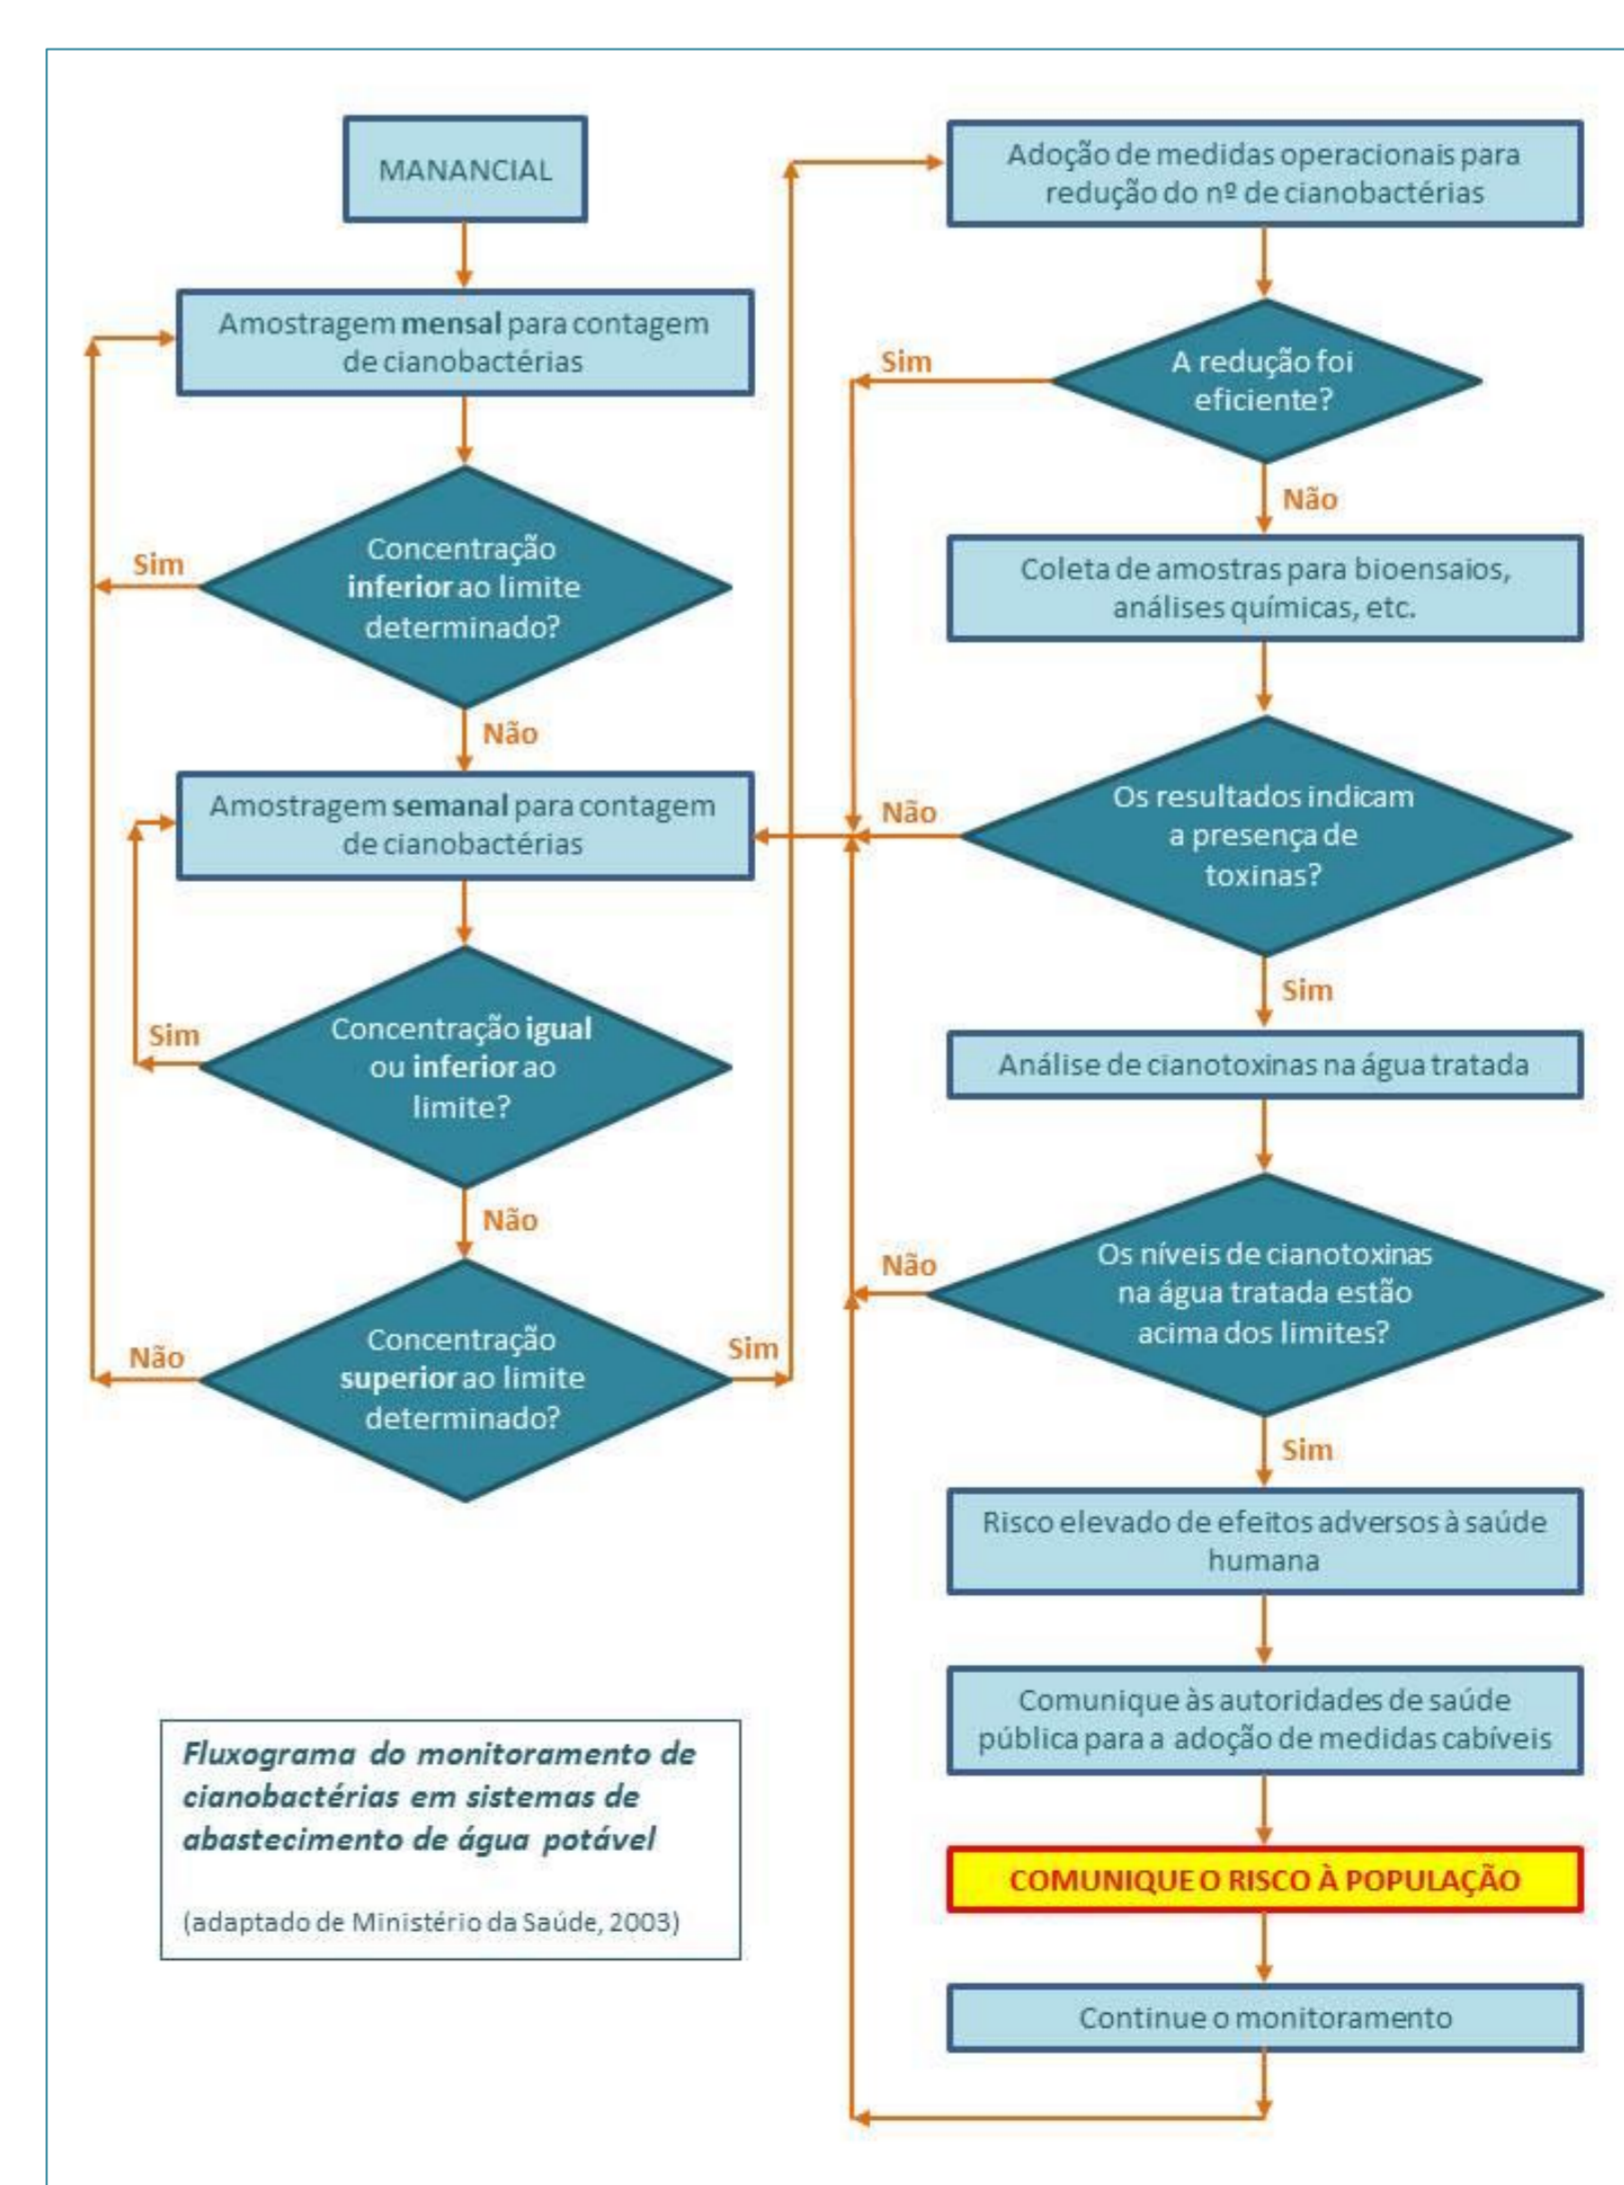 MANANCIAL
Amostragem mensal para contagem
de cianobactérias
Concentração
inferior ao limite
determinado?
Sim
Não
Amostragem semanal para contagem
de cianobactérias
Concentração igual
ou inferior ao
limite?
Sim
Não
Concentração
superior ao limite
determinado?
Não
Sim
Adoção de medidas operacionais para
redução do nº de cianobactérias
A redução foi
eficiente?
Sim
Não
Coleta de amostras para bioensaios,
análises químicas, etc.
Os resultados indicam
a presença de
toxinas?
Não
Sim
Análise de cianotoxinas na água tratada
Os níveis de cianotoxinas
na água tratada estão
acima dos limites?
Não
Sim
Risco elevado de efeitos adversos à saúde
humana
Comunique às autoridades de saúde
pública para a adoção de medidas cabíveis
COMUNIQUE O RISCO À POPULAÇÃO
Continue o monitoramento
Fluxograma do monitoramento de
cianobactérias em sistemas de
abastecimento de água potável
(adaptado de Ministério da Saúde, 2003)